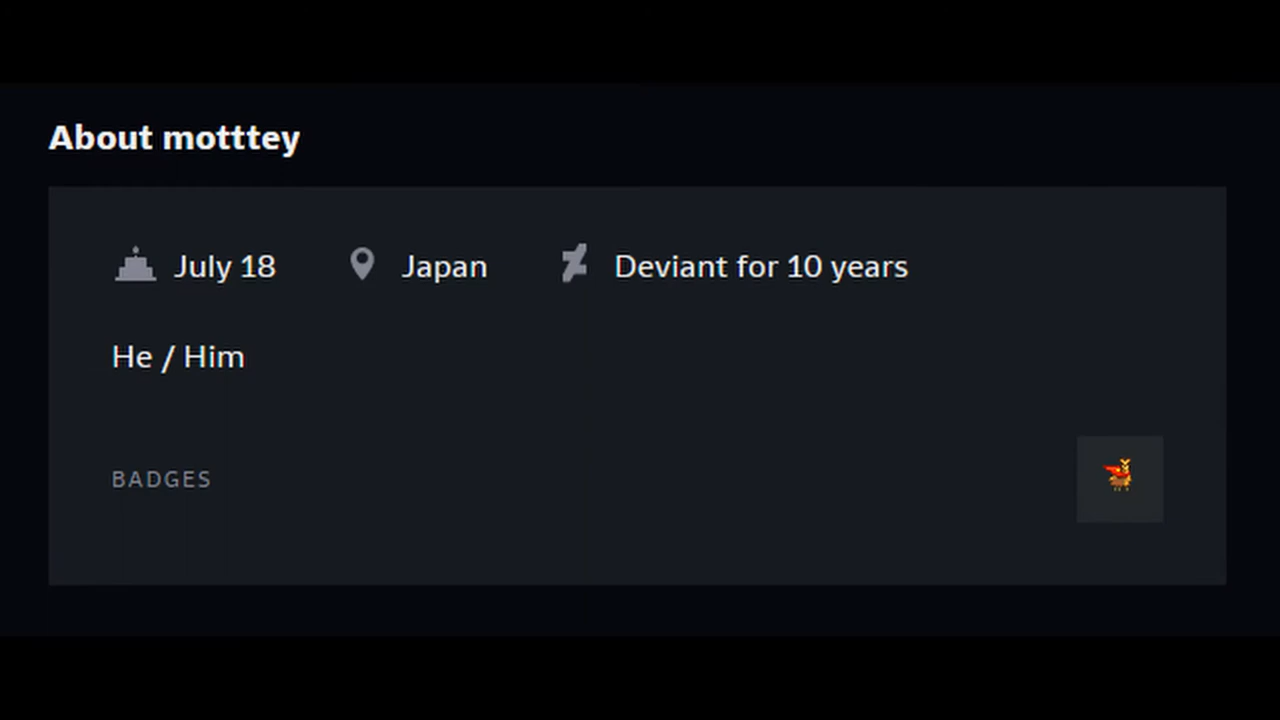 About motttey
July 18
Japan
Deviant for 10 years
He / Him
BADGES